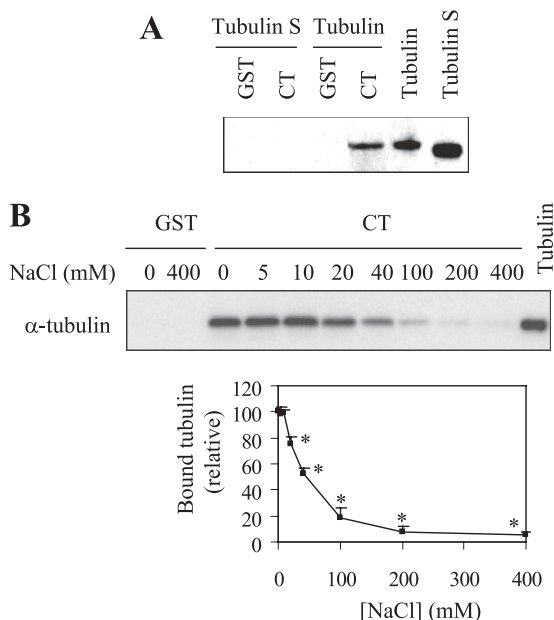 A
Tubulin S Tubulin
GST CT GST CT Tubulin Tubulin S
B
GST CT Tubulin
NaCl (mM) 0 400 0 5 10 20 40 100 200 400
α-tubulin
120
100
80
60
40
20
0
Bound tubulin
(relative)
* * * * *
0 100 200 300 400
[NaCl] (mM)